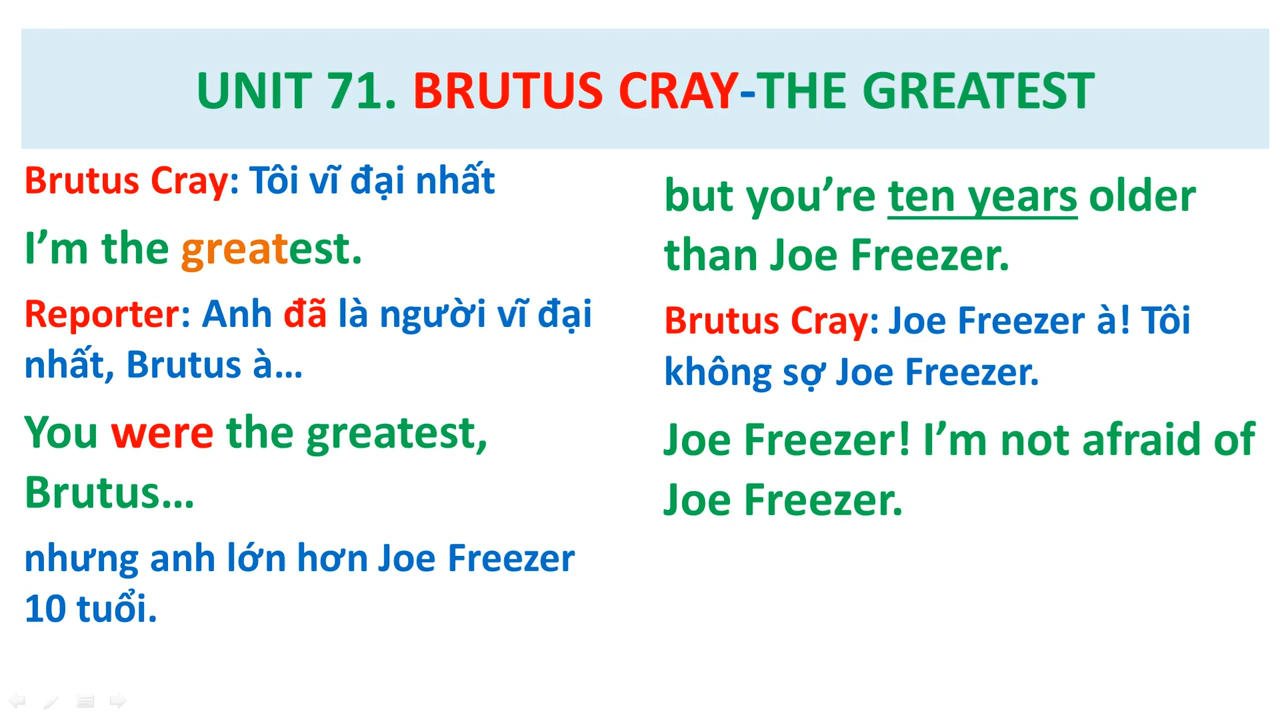 UNIT 71. BRUTUS CRAY-THE GREATEST
Brutus Cray: Tôi vĩ đại nhất
I’m the greatest.
Reporter: Anh đã là người vĩ đại
nhất, Brutus à…
You were the greatest,
Brutus…
nhưng anh lớn hơn Joe Freezer
10 tuổi.
but you’re ten years older
than Joe Freezer.
Brutus Cray: Joe Freezer à! Tôi
không sợ Joe Freezer.
Joe Freezer! I’m not afraid of
Joe Freezer.